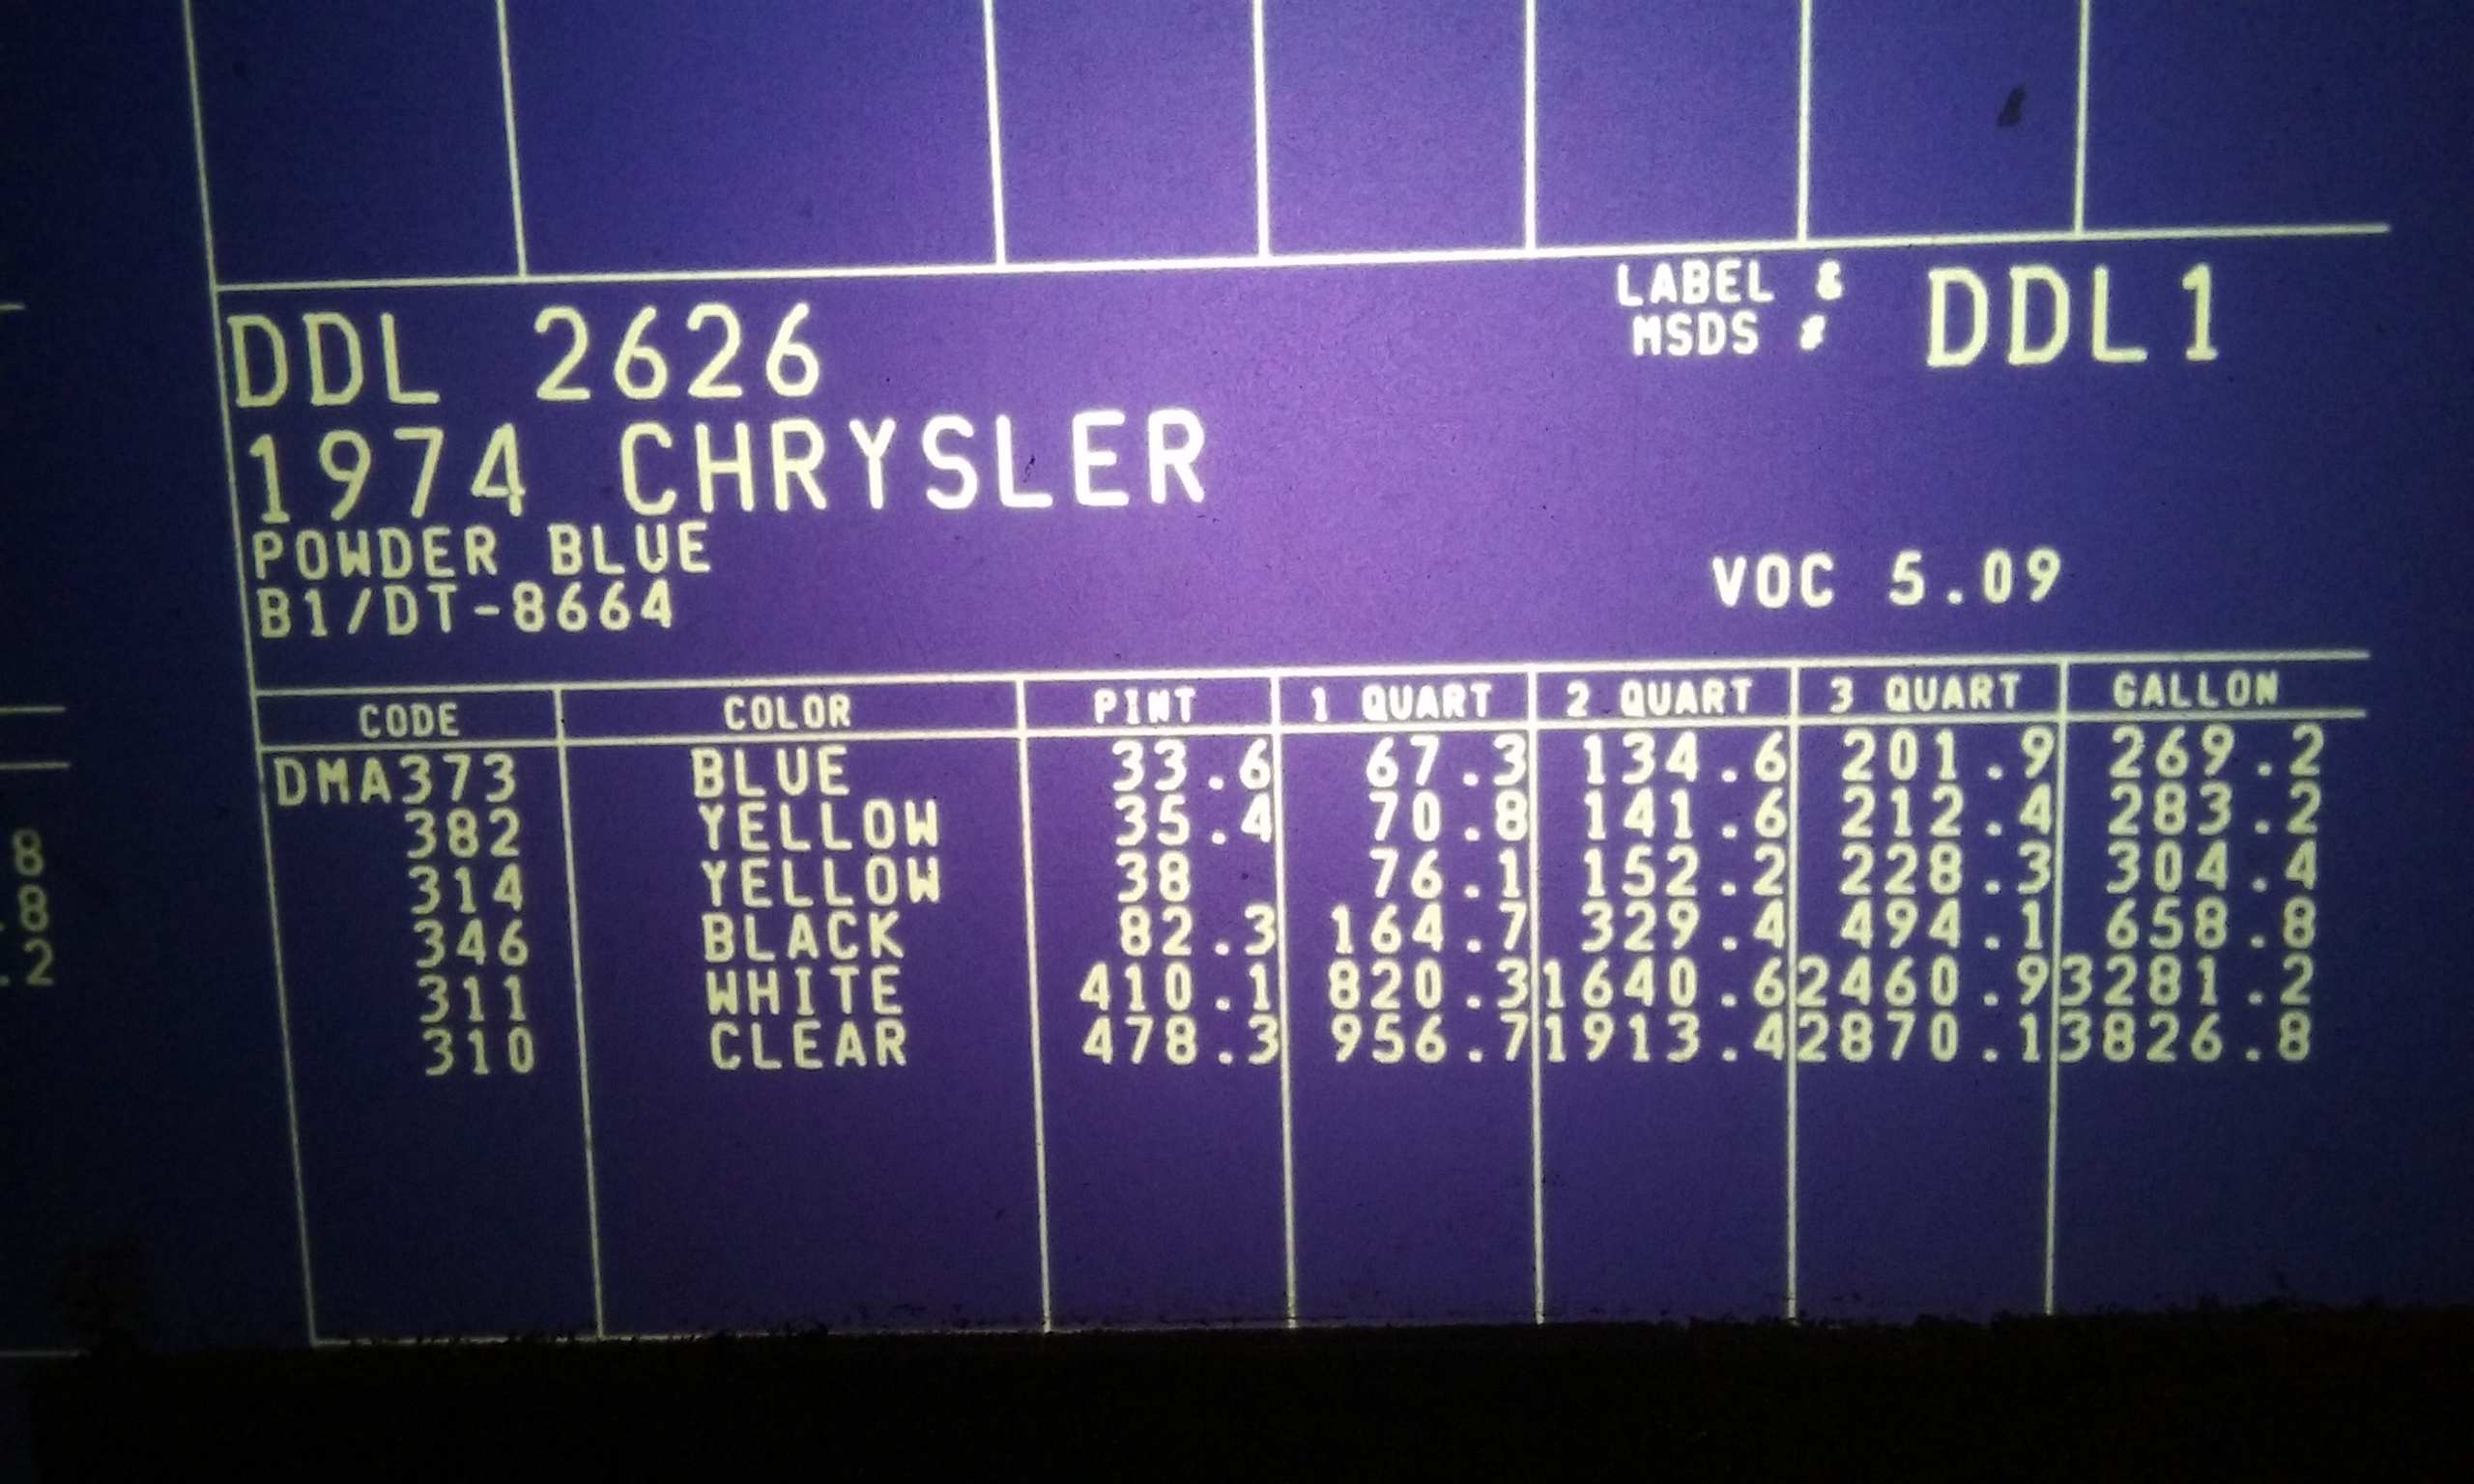 LABEL &
MSDS # DDL1
DDL 2626
1974 CHRYSLER
POWDER BLUE
B1/DT-8664
VOC 5.09
CODE COLOR PINT 1 QUART 2 QUART 3 QUART GALLON
DMA373 BLUE 33.6 67.3 134.6 201.9 269.2
382 YELLOW 35.4 70.8 141.6 212.4 283.2
314 YELLOW 38 76.1 152.2 228.3 304.4
346 BLACK 82.3 164.7 329.4 494.1 658.8
311 WHITE 410.1 820.3 1640.6 2460.9 3281.2
310 CLEAR 478.3 956.7 1913.4 2870.1 3826.8
8
.8
.2